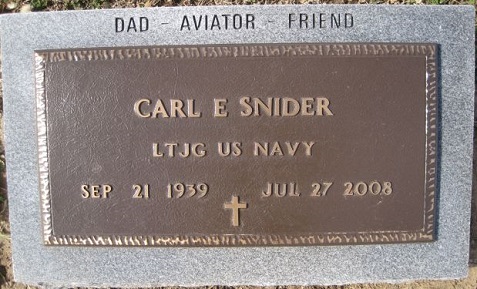 DAD - AVIATOR - FRIEND
CARL E SNIDER
LTJG US NAVY
SEP 21 1939 JUL 27 2008